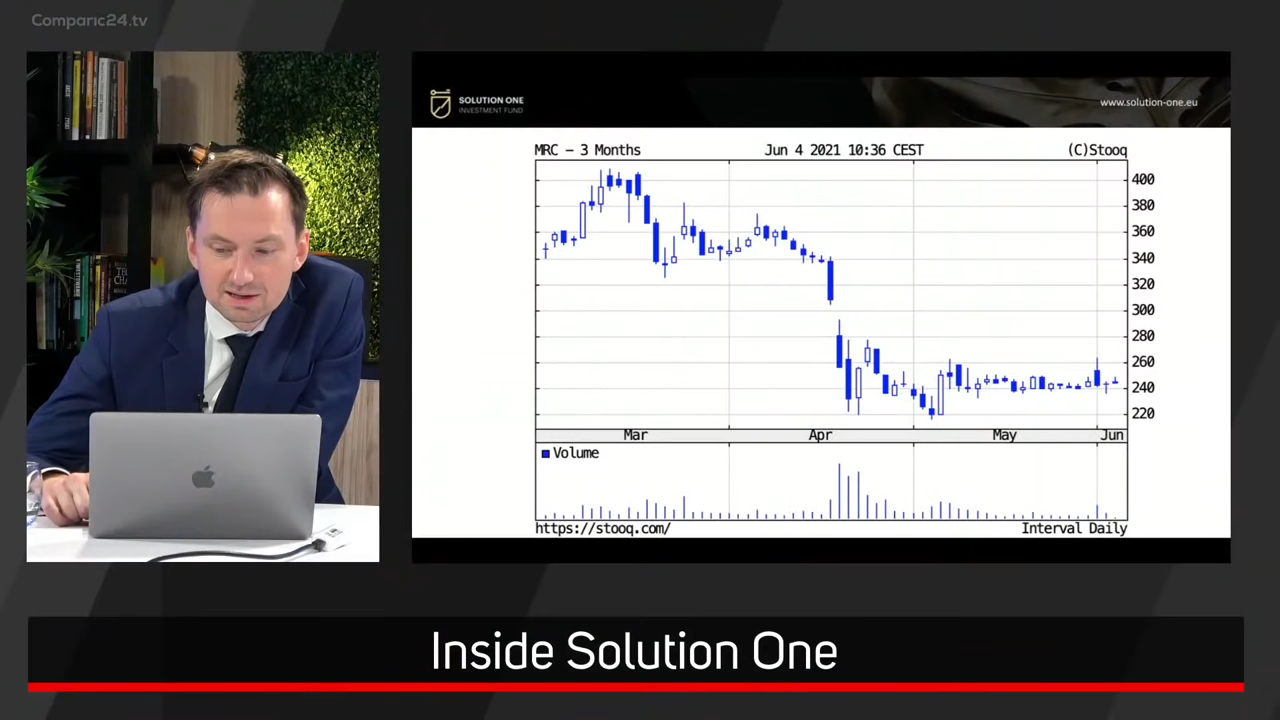 Comparic24.tv
SOLUTION ONE
INVESTMENT FUND
www.solution-one.eu
MRC – 3 Months Jun 4 2021 10:36 CEST (C)Stooq
400
380
360
340
320
300
280
260
240
220
Mar Apr May Jun
Volume
https://stooq.com/ Interval Daily
Inside Solution One